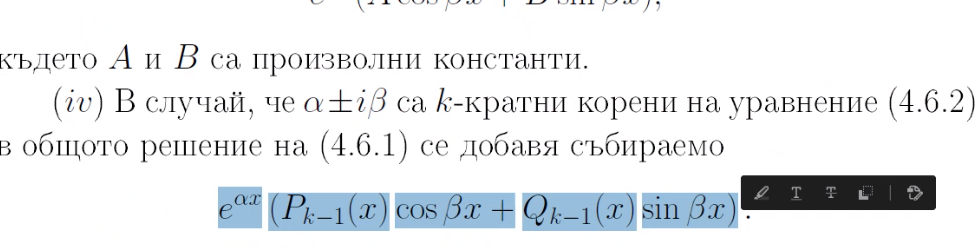 където A и B са произволни константи.
(iv) В случай, че α±iβ са k-кратни корени на уравнение (4.6.2)
в общото решение на (4.6.1) се добавя събираемо
e^{αx} (P_{k−1}(x) cos βx + Q_{k−1}(x) sin βx) .